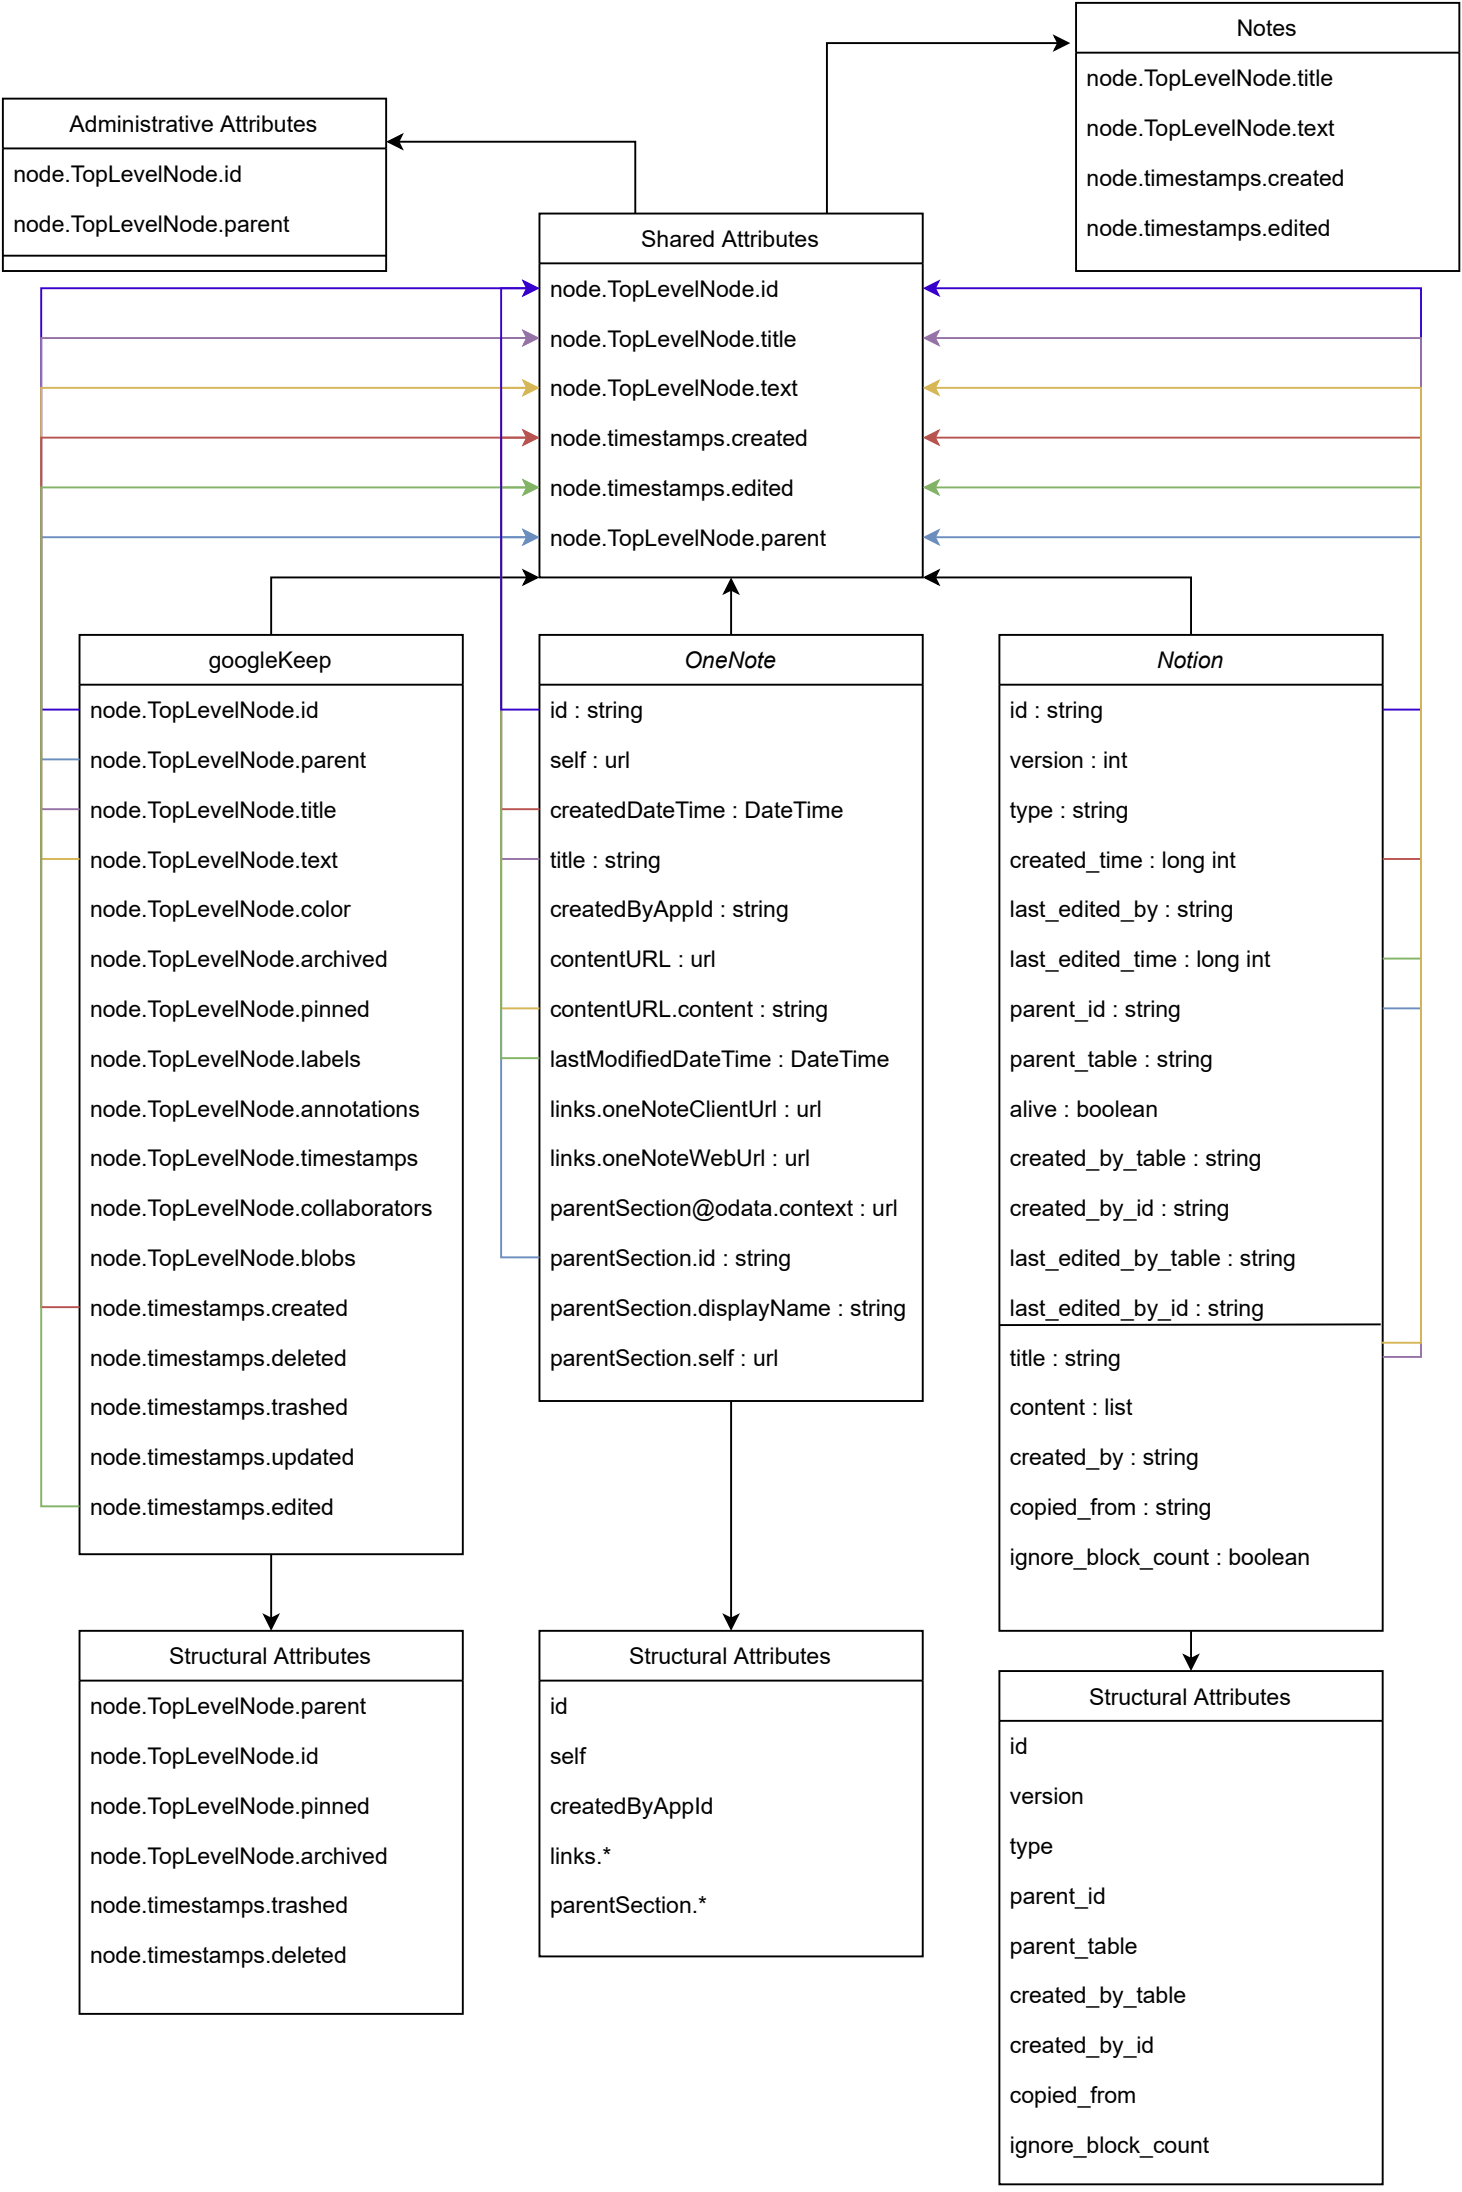 Notes
node.TopLevelNode.title
node.TopLevelNode.text
node.timestamps.created
node.timestamps.edited
Administrative Attributes
node.TopLevelNode.id
node.TopLevelNode.parent
Shared Attributes
node.TopLevelNode.id
node.TopLevelNode.title
node.TopLevelNode.text
node.timestamps.created
node.timestamps.edited
node.TopLevelNode.parent
googleKeep
node.TopLevelNode.id
node.TopLevelNode.parent
node.TopLevelNode.title
node.TopLevelNode.text
node.TopLevelNode.color
node.TopLevelNode.archived
node.TopLevelNode.pinned
node.TopLevelNode.labels
node.TopLevelNode.annotations
node.TopLevelNode.timestamps
node.TopLevelNode.collaborators
node.TopLevelNode.blobs
node.timestamps.created
node.timestamps.deleted
node.timestamps.trashed
node.timestamps.updated
node.timestamps.edited
OneNote
id : string
self : url
createdDateTime : DateTime
title : string
createdByAppId : string
contentURL : url
contentURL.content : string
lastModifiedDateTime : DateTime
links.oneNoteClientUrl : url
links.oneNoteWebUrl : url
parentSection@odata.context : url
parentSection.id : string
parentSection.displayName : string
parentSection.self : url
Notion
id : string
version : int
type : string
created_time : long int
last_edited_by : string
last_edited_time : long int
parent_id : string
parent_table : string
alive : boolean
created_by_table : string
created_by_id : string
last_edited_by_table : string
last_edited_by_id : string
title : string
content : list
created_by : string
copied_from : string
ignore_block_count : boolean
Structural Attributes
node.TopLevelNode.parent
node.TopLevelNode.id
node.TopLevelNode.pinned
node.TopLevelNode.archived
node.timestamps.trashed
node.timestamps.deleted
Structural Attributes
id
self
createdByAppId
links.*
parentSection.*
Structural Attributes
id
version
type
parent_id
parent_table
created_by_table
created_by_id
copied_from
ignore_block_count